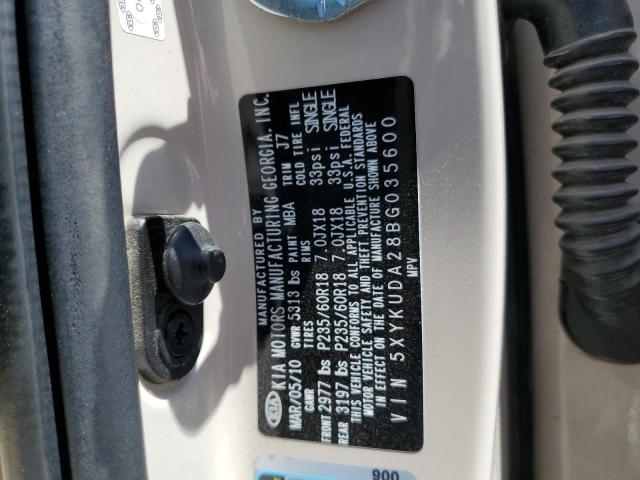 MANUFACTURED BY
KIA KIA MOTORS MANUFACTURING GEORGIA, INC.
MAR/05/10 GVWR 5313 lbs PAINT MBA TRIM J7
GAWR TIRES RIMS COLD TIRE INFL
FRONT 2977 lbs P235/60R18 7.0JX18 33psi SINGLE
REAR 3197 lbs P235/60R18 7.0JX18 33psi SINGLE
THIS VEHICLE CONFORMS TO ALL APPLICABLE U.S.A. FEDERAL
MOTOR VEHICLE SAFETY AND THEFT PREVENTION STANDARDS
IN EFFECT ON THE DATE OF MANUFACTURE SHOWN ABOVE
VIN 5XYKUDA28BG035600
MPV
900